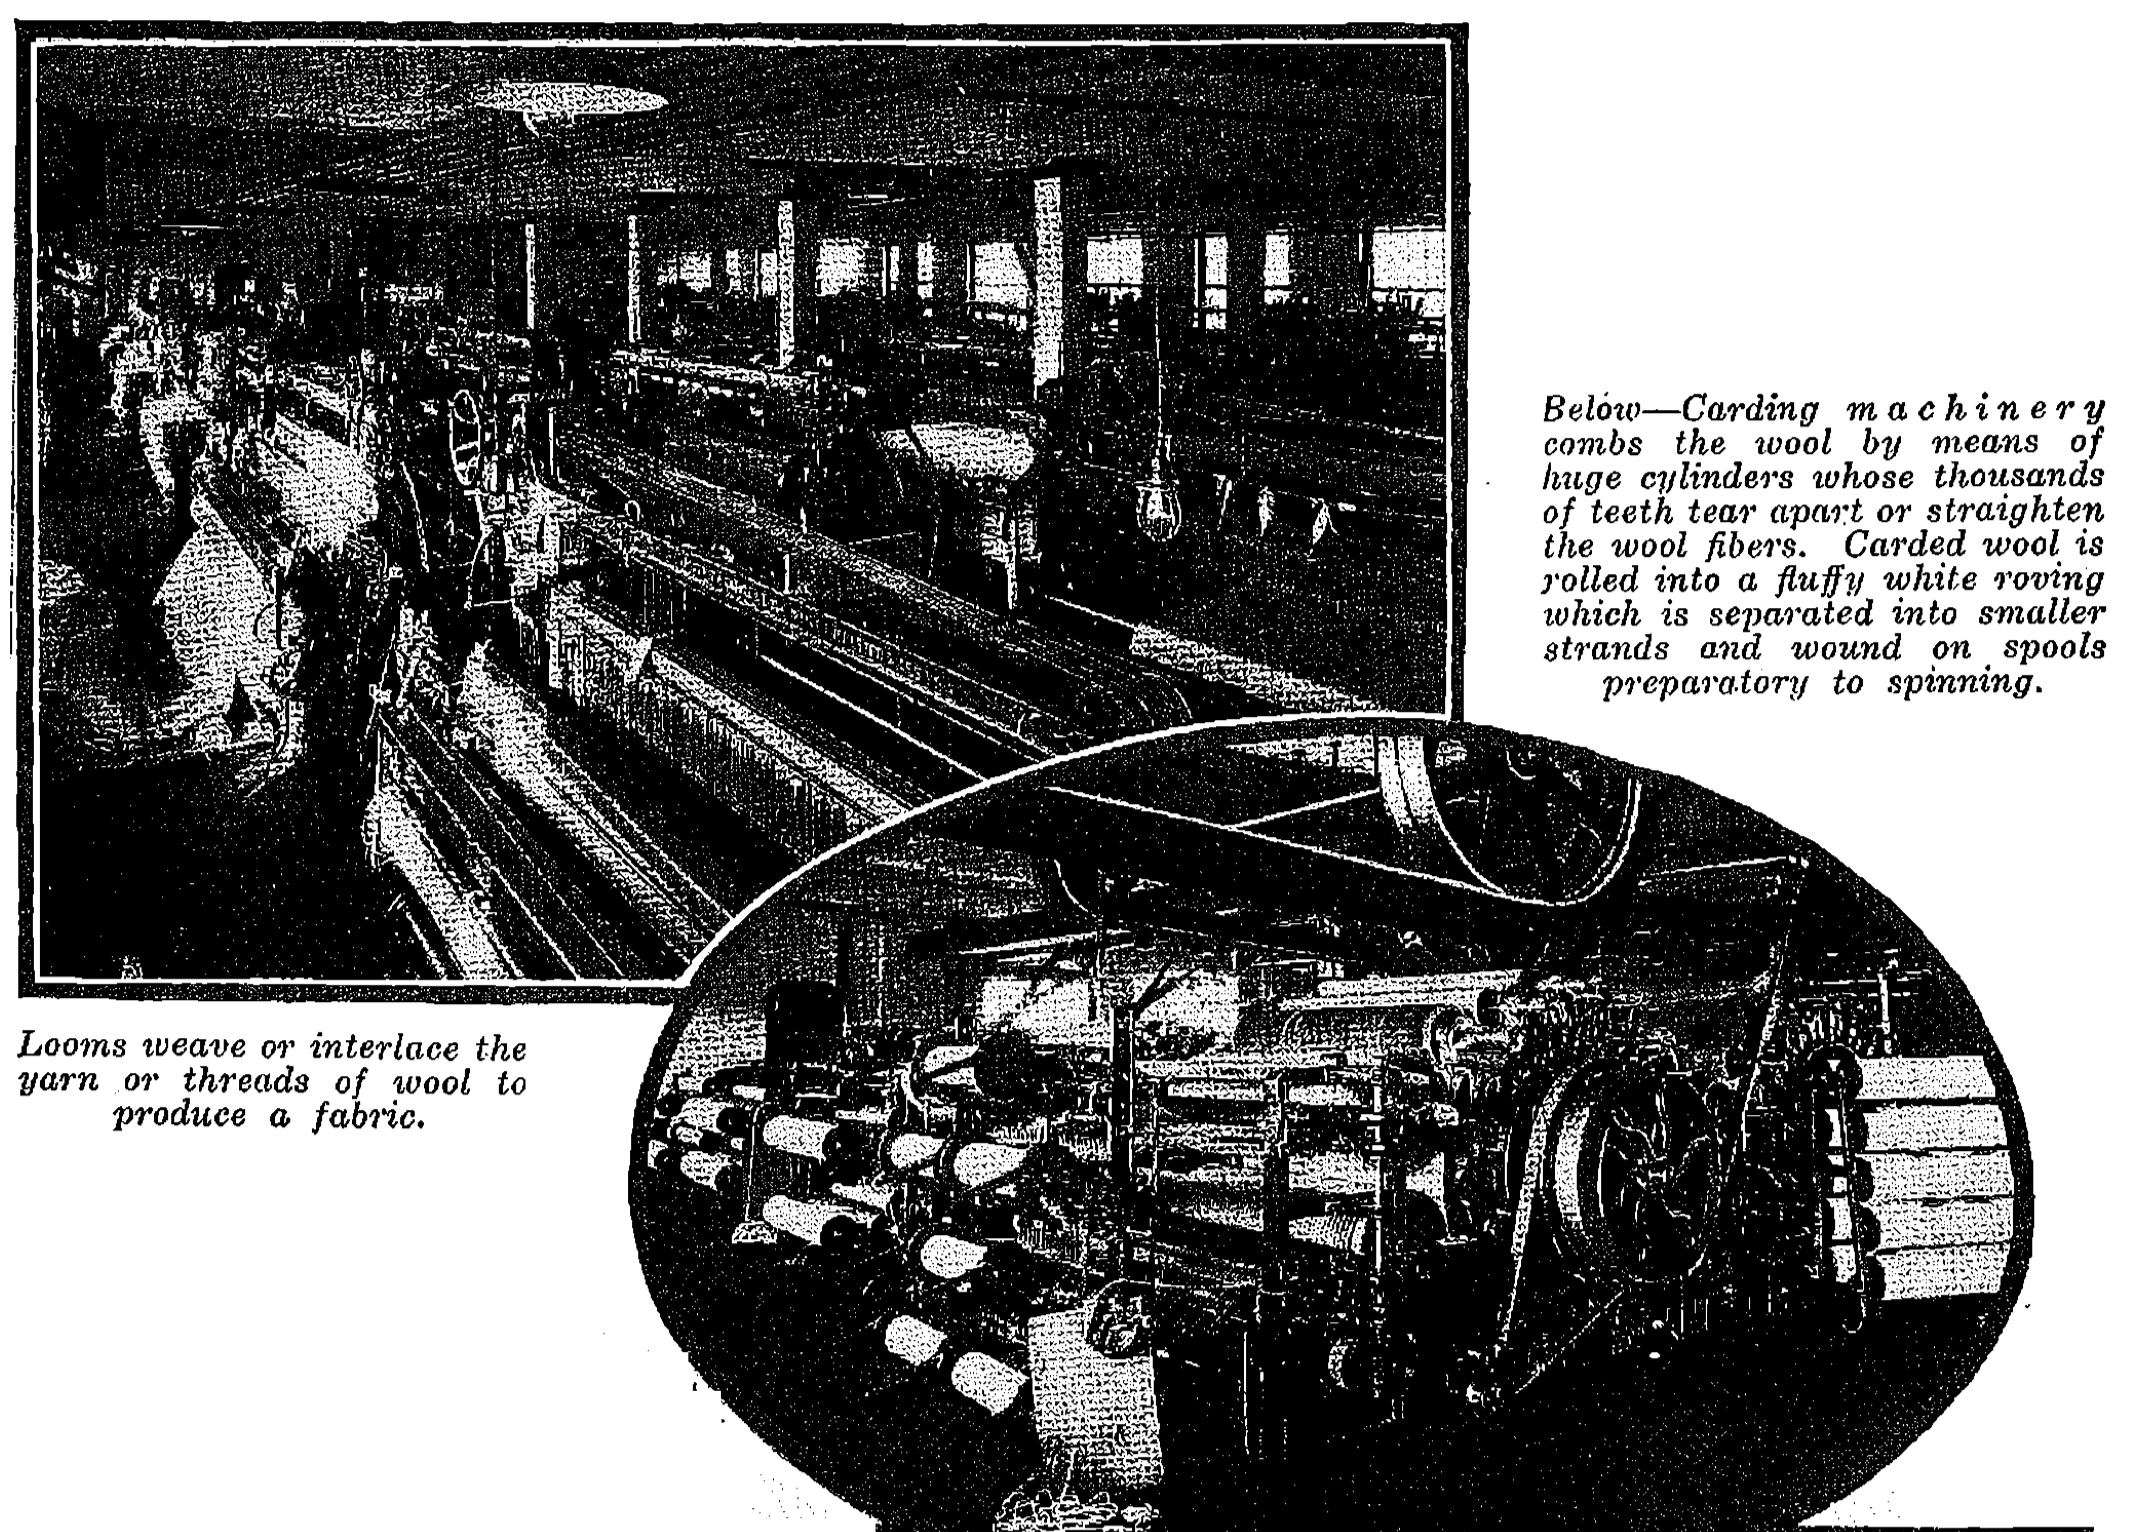 Below—Carding machinery
combs the wool by means of
huge cylinders whose thousands
of teeth tear apart or straighten
the wool fibers. Carded wool is
rolled into a fluffy white roving
which is separated into smaller
strands and wound on spools
preparatory to spinning.
Looms weave or interlace the
yarn or threads of wool to
produce a fabric.